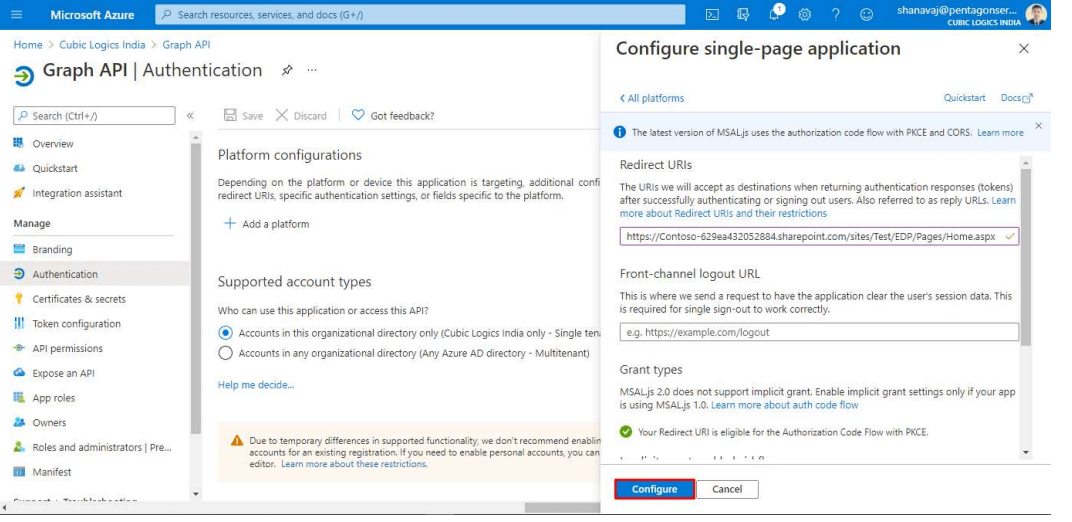 Microsoft Azure
Search resources, services, and docs (G+/)
shanavaj@pentagonser...
CUBIC LOGICS INDIA
Home > Cubic Logics India > Graph API
Graph API | Authentication
Search (Ctrl+/)
Overview
Quickstart
Integration assistant
Manage
Branding
Authentication
Certificates & secrets
Token configuration
API permissions
Expose an API
App roles
Owners
Roles and administrators | Pre...
Manifest
Save
Discard
Got feedback?
Platform configurations
Depending on the platform or device this application is targeting, additional confi
redirect URIs, specific authentication settings, or fields specific to the platform.
Add a platform
Supported account types
Who can use this application or access this API?
Accounts in this organizational directory only (Cubic Logics India only - Single tena
Accounts in any organizational directory (Any Azure AD directory - Multitenant)
Help me decide...
Due to temporary differences in supported functionality, we don't recommend enablin
accounts for an existing registration. If you need to enable personal accounts, you can
editor. Learn more about these restrictions.
Configure single-page application
All platforms
Quickstart
Docs
The latest version of MSAL.js uses the authorization code flow with PKCE and CORS. Learn more
Redirect URIs
The URIs we will accept as destinations when returning authentication responses (tokens)
after successfully authenticating or signing out users. Also referred to as reply URLs. Learn
more about Redirect URIs and their restrictions
https://Contoso-629ea432052884.sharepoint.com/sites/Test/EDP/Pages/Home.aspx
Front-channel logout URL
This is where we send a request to have the application clear the user's session data. This
is required for single sign-out to work correctly.
e.g. https://example.com/logout
Grant types
MSAL.js 2.0 does not support implicit grant. Enable implicit grant settings only if your app
is using MSAL.js 1.0. Learn more about auth code flow
Your Redirect URI is eligible for the Authorization Code Flow with PKCE.
Configure
Cancel